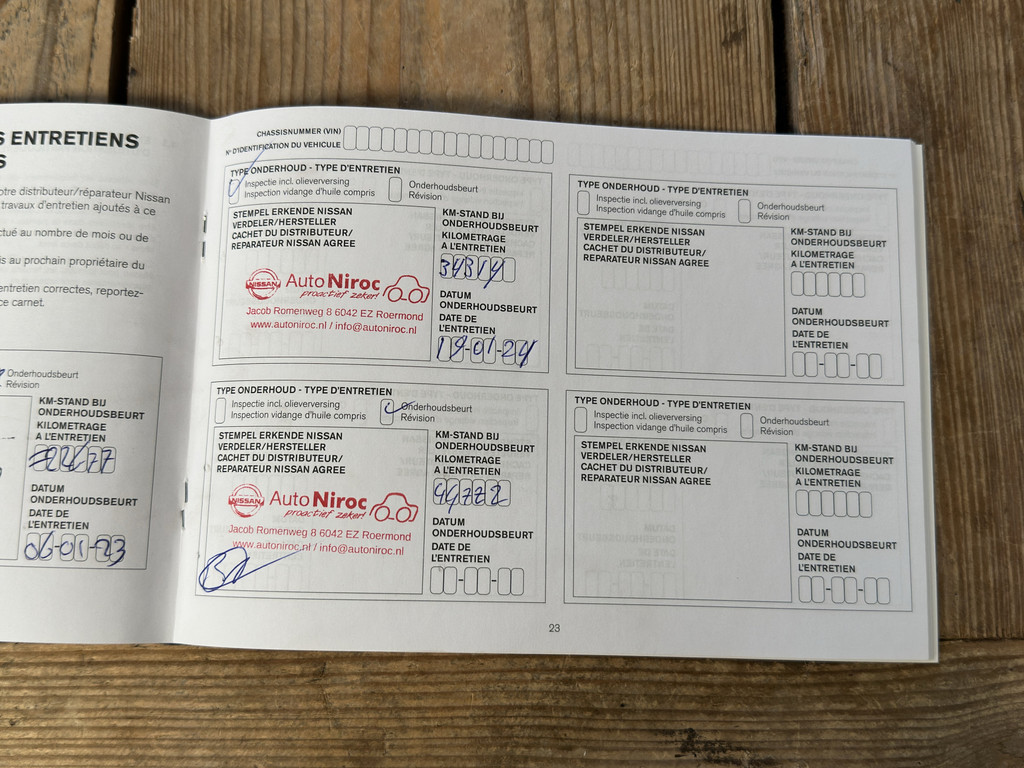 S ENTRETIENS
S
otre distributeur/réparateur Nissan
travaux d'entretien ajoutés à ce
ctué au nombre de mois ou de
is au prochain propriétaire du
entretien correctes, reportez-
ce carnet.
Onderhoudsbeurt
Révision
KM-STAND BIJ
ONDERHOUDSBEURT
KILOMETRAGE
A L'ENTRETIEN
22677
DATUM
ONDERHOUDSBEURT
DATE DE
L'ENTRETIEN
06-01-23
CHASSISNUMMER (VIN)
N° D'IDENTIFICATION DU VEHICULE
TYPE ONDERHOUD - TYPE D'ENTRETIEN
Inspectie incl. olieverversing
Inspection vidange d'huile compris
Onderhoudsbeurt
Révision
STEMPEL ERKENDE NISSAN
VERDELER/HERSTELLER
CACHET DU DISTRIBUTEUR/
REPARATEUR NISSAN AGREE
NISSAN
Auto Niroc
proactief zeker!
Jacob Romenweg 8 6042 EZ Roermond
www.autoniroc.nl / info@autoniroc.nl
KM-STAND BIJ
ONDERHOUDSBEURT
KILOMETRAGE
A L'ENTRETIEN
34314
DATUM
ONDERHOUDSBEURT
DATE DE
L'ENTRETIEN
19-01-24
TYPE ONDERHOUD - TYPE D'ENTRETIEN
Inspectie incl. olieverversing
Inspection vidange d'huile compris
Onderhoudsbeurt
Révision
STEMPEL ERKENDE NISSAN
VERDELER/HERSTELLER
CACHET DU DISTRIBUTEUR/
REPARATEUR NISSAN AGREE
NISSAN
Auto Niroc
proactief zeker!
Jacob Romenweg 8 6042 EZ Roermond
www.autoniroc.nl / info@autoniroc.nl
KM-STAND BIJ
ONDERHOUDSBEURT
KILOMETRAGE
A L'ENTRETIEN
44772
DATUM
ONDERHOUDSBEURT
DATE DE
L'ENTRETIEN
TYPE ONDERHOUD - TYPE D'ENTRETIEN
Inspectie incl. olieverversing
Inspection vidange d'huile compris
Onderhoudsbeurt
Révision
STEMPEL ERKENDE NISSAN
VERDELER/HERSTELLER
CACHET DU DISTRIBUTEUR/
REPARATEUR NISSAN AGREE
KM-STAND BIJ
ONDERHOUDSBEURT
KILOMETRAGE
A L'ENTRETIEN
DATUM
ONDERHOUDSBEURT
DATE DE
L'ENTRETIEN
TYPE ONDERHOUD - TYPE D'ENTRETIEN
Inspectie incl. olieverversing
Inspection vidange d'huile compris
Onderhoudsbeurt
Révision
STEMPEL ERKENDE NISSAN
VERDELER/HERSTELLER
CACHET DU DISTRIBUTEUR/
REPARATEUR NISSAN AGREE
KM-STAND BIJ
ONDERHOUDSBEURT
KILOMETRAGE
A L'ENTRETIEN
DATUM
ONDERHOUDSBEURT
DATE DE
L'ENTRETIEN
23